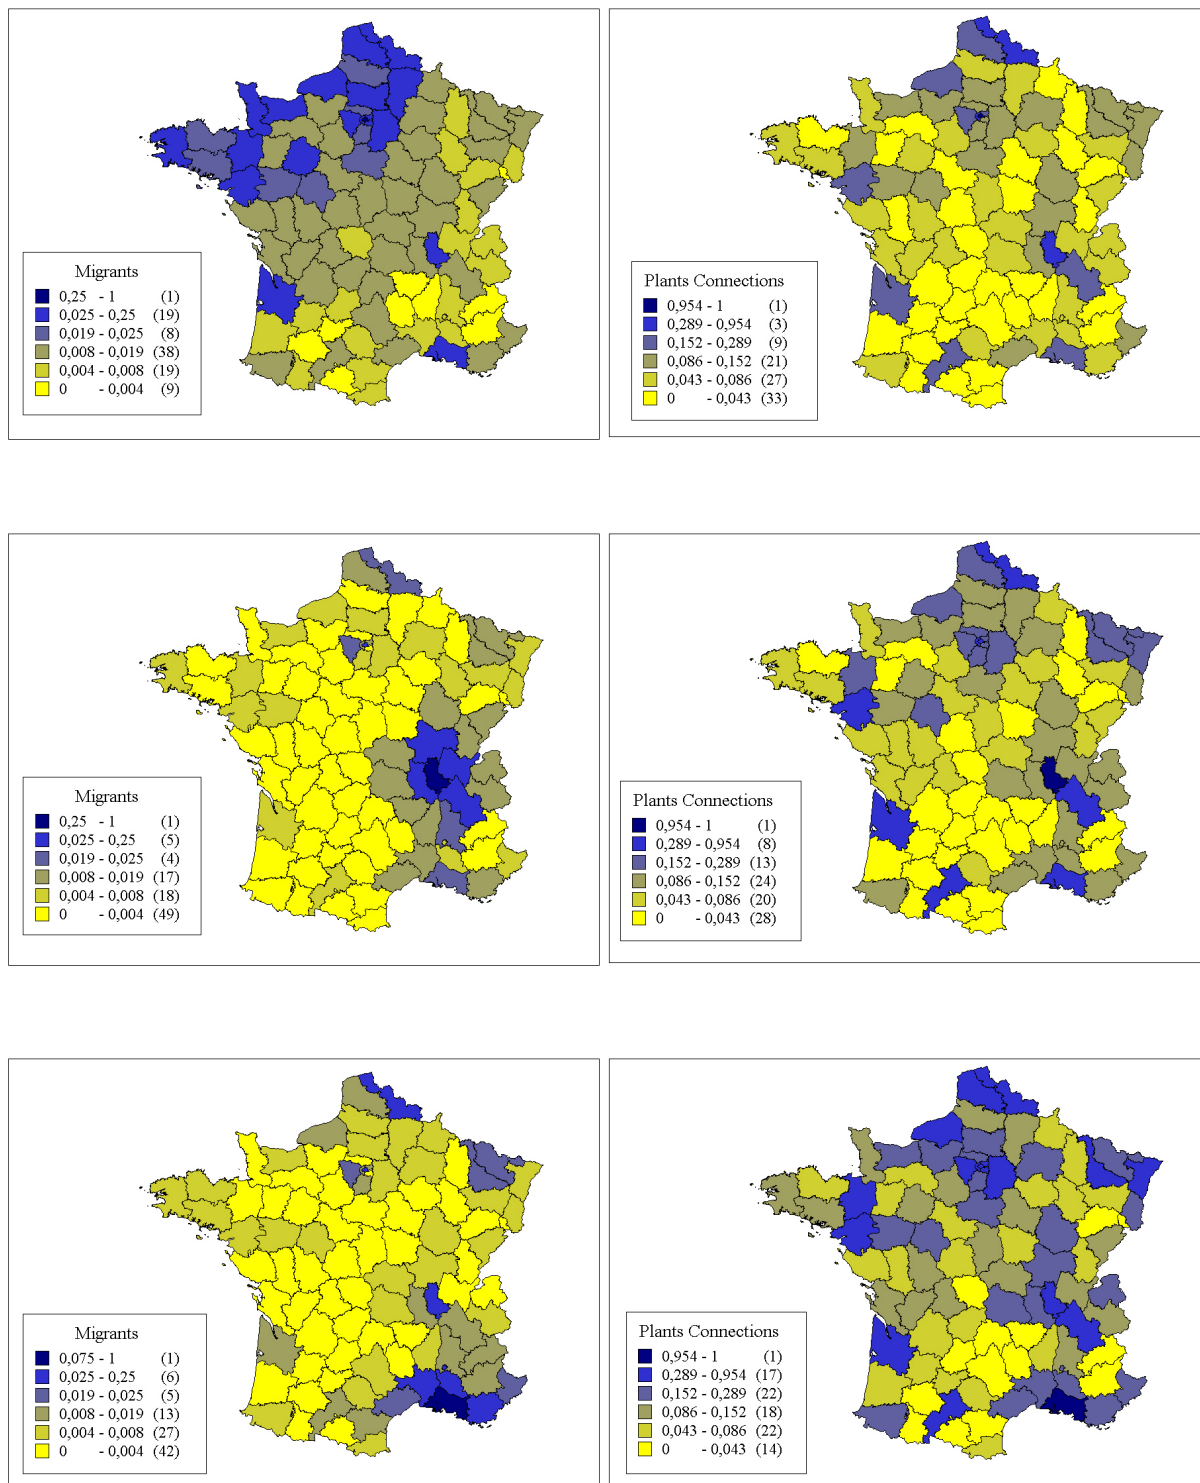 Migrants
0,25 - 1 (1)
0,025 - 0,25 (19)
0,019 - 0,025 (8)
0,008 - 0,019 (38)
0,004 - 0,008 (19)
0 - 0,004 (9)
Plants Connections
0,954 - 1 (1)
0,289 - 0,954 (3)
0,152 - 0,289 (9)
0,086 - 0,152 (21)
0,043 - 0,086 (27)
0 - 0,043 (33)
Migrants
0,25 - 1 (1)
0,025 - 0,25 (5)
0,019 - 0,025 (4)
0,008 - 0,019 (17)
0,004 - 0,008 (18)
0 - 0,004 (49)
Plants Connections
0,954 - 1 (1)
0,289 - 0,954 (8)
0,152 - 0,289 (13)
0,086 - 0,152 (24)
0,043 - 0,086 (20)
0 - 0,043 (28)
Migrants
0,075 - 1 (1)
0,025 - 0,25 (6)
0,019 - 0,025 (5)
0,008 - 0,019 (13)
0,004 - 0,008 (27)
0 - 0,004 (42)
Plants Connections
0,954 - 1 (1)
0,289 - 0,954 (17)
0,152 - 0,289 (22)
0,086 - 0,152 (18)
0,043 - 0,086 (22)
0 - 0,043 (14)